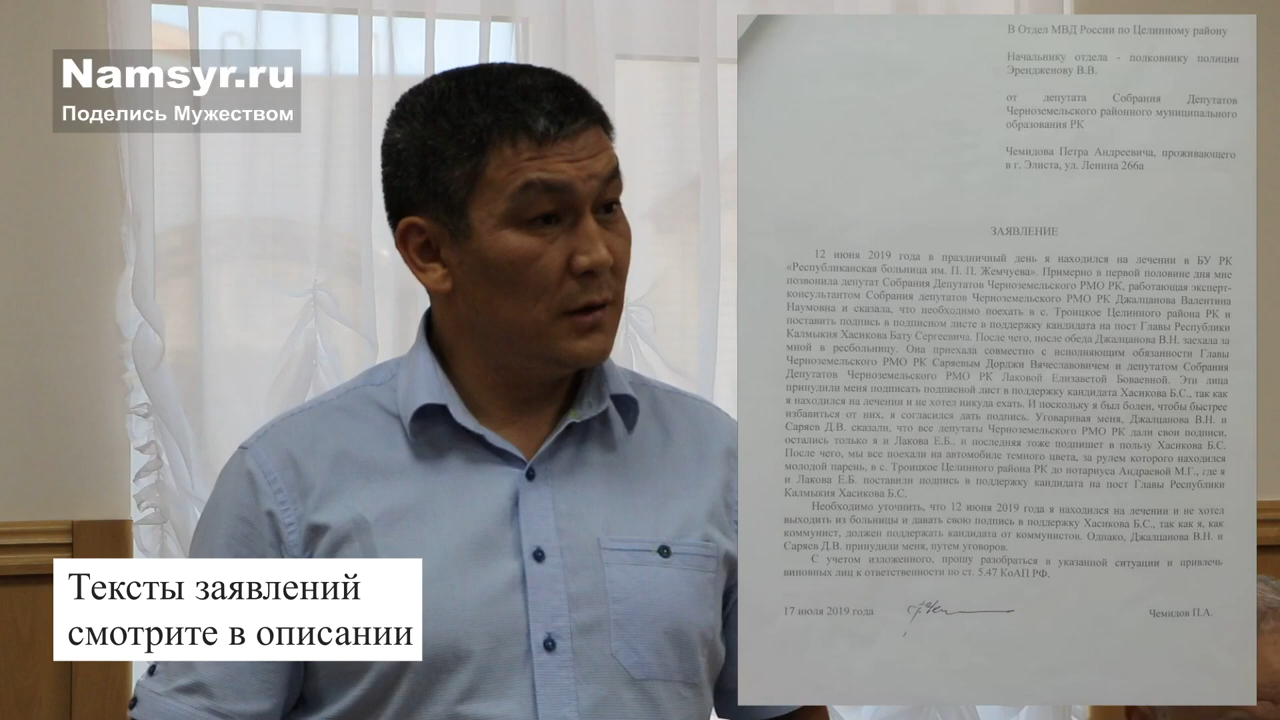 Namsyr.ru
Поделись Мужеством
В Отдел МВД России по Целинному району
Начальнику отдела - полковнику полиции
Эрендженову В.В.
от депутата Собрания Депутатов
Черноземельского районного муниципального
образования РК
Чемидова Петра Андреевича, проживающего
в г. Элиста, ул. Ленина 266а
ЗАЯВЛЕНИЕ
12 июня 2019 года в праздничный день я находился на лечении в БУ РК
«Республиканская больница им. П. П. Жемчуева». Примерно в первой половине дня мне
позвонила депутат Собрания Депутатов Черноземельского РМО РК, работающая эксперт-
консультантом Собрания депутатов Черноземельского РМО РК Джалцанова Валентина
Наумовна и сказала, что необходимо поехать в с. Троицкое Целинного района РК и
поставить подпись в подписном листе в поддержку кандидата на пост Главы Республики
Калмыкия Хасикова Бату Сергеевича. После чего, после обеда Джалцанова В.Н. заехала за
мной в ресбольницу. Она приехала совместно с исполняющим обязанности Главы
Черноземельского РМО РК Саряевым Дорджи Вячеславовичем и депутатом Собрания
Депутатов Черноземельского РМО РК Лаковой Елизаветой Боваевной. Эти лица
принудили меня подписать подписной лист в поддержку кандидата Хасикова Б.С., так как
я находился на лечении и не хотел никуда ехать. И поскольку я был болен, чтобы быстрее
избавиться от них, я согласился дать подпись. Уговаривая меня, Джалцанова В.Н. и
Саряев Д.В. сказали, что все депутаты Черноземельского РМО РК дали свои подписи,
остались только я и Лакова Е.Б., и последняя тоже подпишет в пользу Хасикова Б.С.
После чего, мы все поехали на автомобиле темного цвета, за рулем которого находился
молодой парень, в с. Троицкое Целинного района РК до нотариуса Андраевой М.Г., где я
и Лакова Е.Б. поставили подпись в поддержку кандидата на пост Главы Республики
Калмыкия Хасикова Б.С.
Необходимо уточнить, что 12 июня 2019 года я находился на лечении и не хотел
выходить из больницы и давать свою подпись в поддержку Хасикова Б.С., так как я, как
коммунист, должен поддержать кандидата от коммунистов. Однако, Джалцанова В.Н. и
Саряев Д.В. принудили меня, путем уговоров.
С учетом изложенного, прошу разобраться в указанной ситуации и привлечь
виновных лиц к ответственности по ст. 5.47 КоАП РФ.
17 июля 2019 года Чемидов П.А.
Тексты заявлений
смотрите в описании